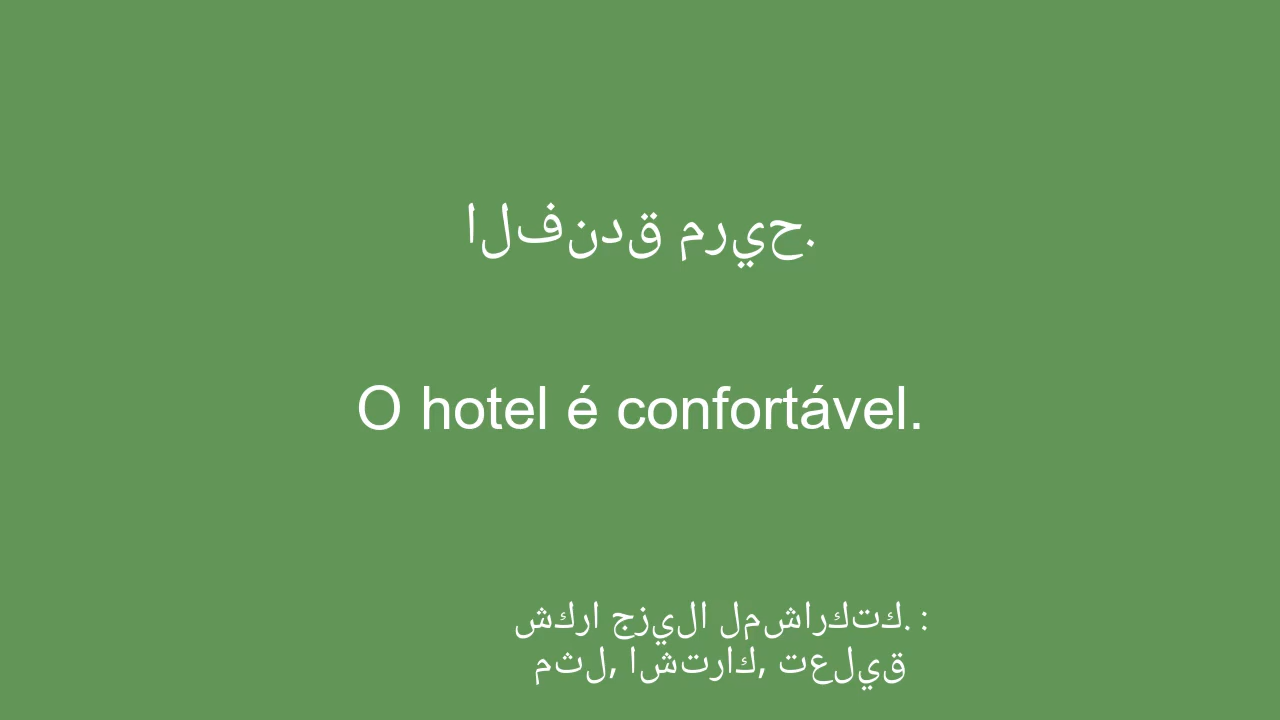 الفندق مريح.
O hotel é confortável.
شكرا جزيلا لمشاركتك. :
مثل, اشتراك, تعليق